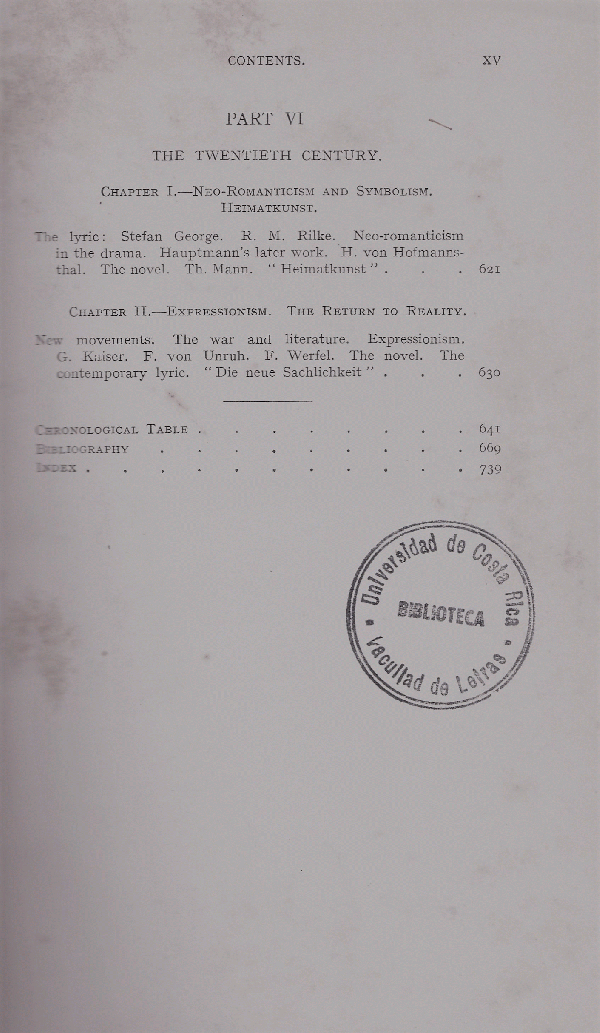 CONTENTS. XV
PART VI
THE TWENTIETH CENTURY.
CHAPTER I.—NEO-ROMANTICISM AND SYMBOLISM.
HEIMATKUNST.
The lyric: Stefan George. R. M. Rilke. Neo-romanticism
in the drama. Hauptmann's later work. H. von Hofmanns-
thal. The novel. Th. Mann. "Heimatkunst" . . . 621
CHAPTER II.—EXPRESSIONISM. THE RETURN TO REALITY.
New movements. The war and literature. Expressionism.
G. Kaiser. F. von Unruh. F. Werfel. The novel. The
contemporary lyric. "Die neue Sachlichkeit" . . . 630
CHRONOLOGICAL TABLE . . . . . . . . 641
BIBLIOGRAPHY . . . . . . . . . 669
INDEX . . . . . . . . . . . 739
Universidad de Costa Rica
BIBLIOTECA
Facultad de Letras